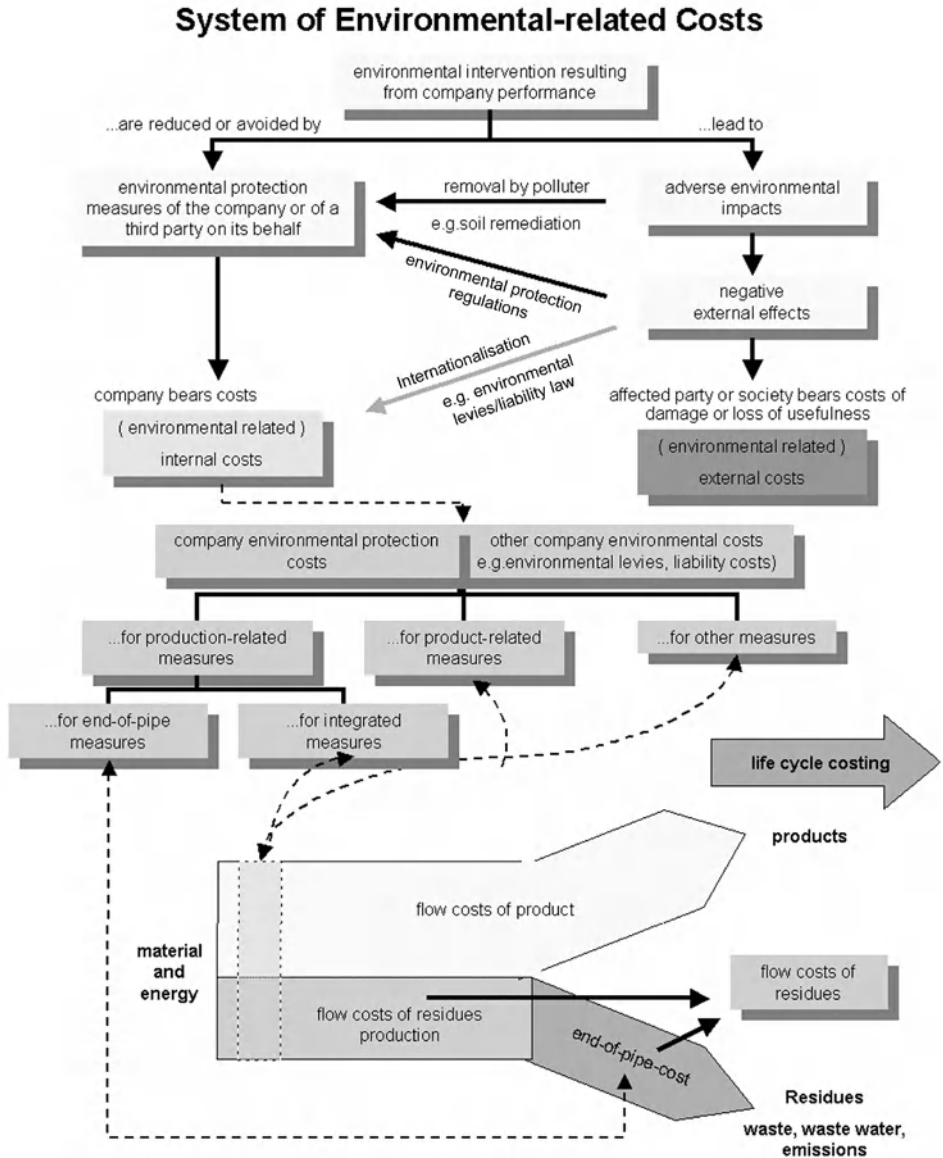 System of Environmental-related Costs
environmental intervention resulting
from company performance
...are reduced or avoided by
...lead to
environmental protection
measures of the company or of a
third party on its behalf
removal by polluter
e.g.soil remediation
adverse environmental
impacts
environmental protection
regulations
negative
external effects
Internationalisation
e.g. environmental
levies/liability law
company bears costs
( environmental related )
internal costs
affected party or society bears costs of
damage or loss of usefulness
( environmental related )
external costs
company environmental protection
costs
other company environmental costs
e.g.environmental levies, liability costs)
...for production-related
measures
...for product-related
measures
...for other measures
...for end-of-pipe
measures
...for integrated
measures
life cycle costing
products
flow costs of product
material
and
energy
flow costs of residues
production
flow costs of
residues
end-of-pipe-cost
Residues
waste, waste water,
emissions